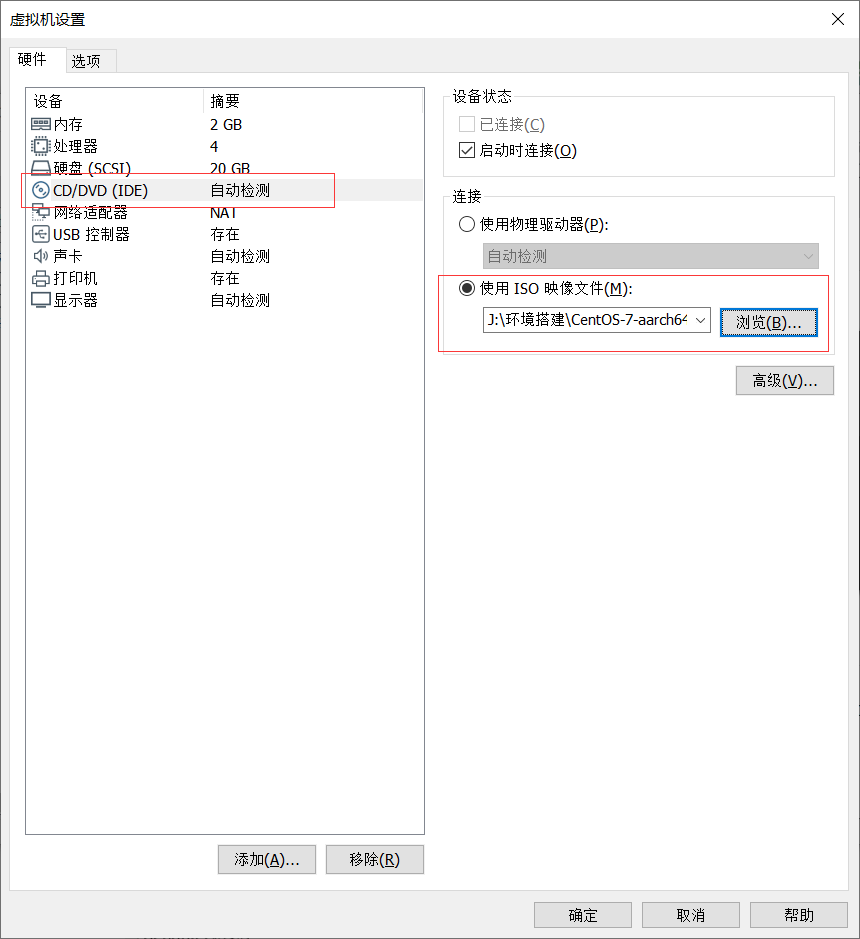 虚拟机设置
硬件 选项
设备 摘要
内存 2 GB
处理器 4
硬盘 (SCSI) 20 GB
CD/DVD (IDE) 自动检测
网络适配器 NAT
USB 控制器 存在
声卡 自动检测
打印机 存在
显示器 自动检测
添加(A)... 移除(R)
设备状态
已连接(C)
启动时连接(O)
连接
使用物理驱动器(P):
自动检测
使用 ISO 映像文件(M):
J:\环境搭建\CentOS-7-aarch64 浏览(B)...
高级(V)...
确定 取消 帮助